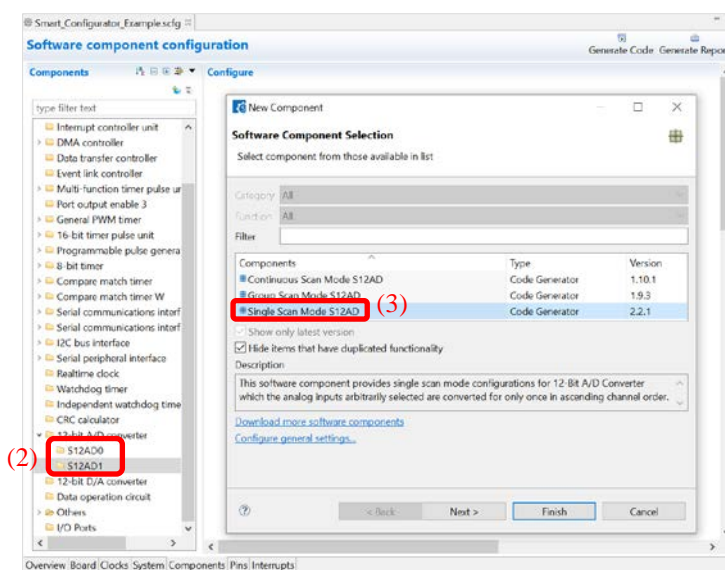 Smart_Configurator_Example.scfg
Software component configuration
Generate Code Generate Repor
Components
Configure
type filter text
Interrupt controller unit
DMA controller
Data transfer controller
Event link controller
Multi-function timer pulse ur
Port output enable 3
General PWM timer
16-bit timer pulse unit
Programmable pulse genera
8-bit timer
Compare match timer
Compare match timer W
Serial communications interf
Serial communications interf
I2C bus interface
Serial peripheral interface
Realtime clock
Watchdog timer
Independent watchdog time
CRC calculator
12-bit A/D converter
(2)
S12AD0
S12AD1
12-bit D/A converter
Data operation circuit
Others
I/O Ports
New Component
Software Component Selection
Select component from those available in list
Category All
Function All
Filter
Components Type Version
Continuous Scan Mode S12AD Code Generator 1.10.1
Group Scan Mode S12AD Code Generator 1.9.3
Single Scan Mode S12AD (3) Code Generator 2.2.1
Show only latest version
Hide items that have duplicated functionality
Description
This software component provides single scan mode configurations for 12-Bit A/D Converter
which the analog inputs arbitrarily selected are converted for only once in ascending channel order.
Download more software components
Configure general settings...
< Back Next > Finish Cancel
Overview Board Clocks System Components Pins Interrupts